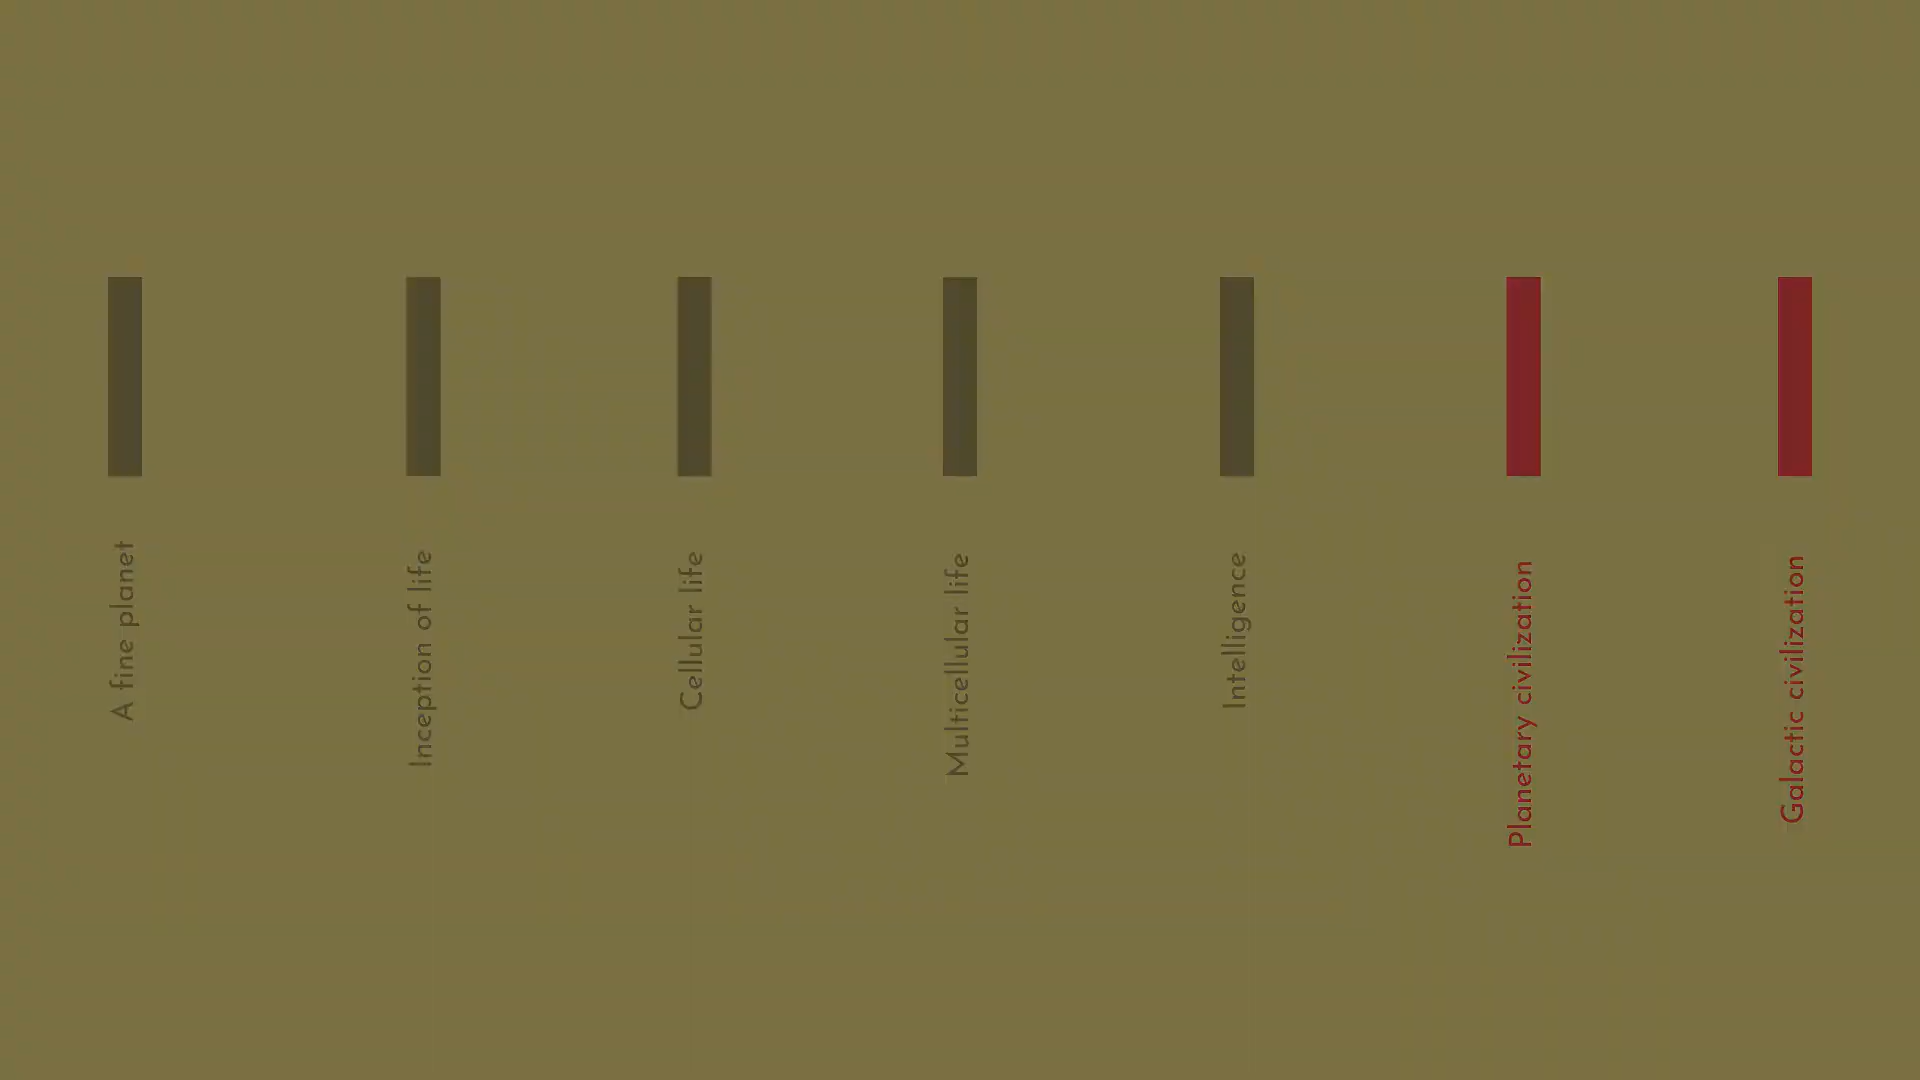 A fine planet
Inception of life
Cellular life
Multicellular life
Intelligence
Planetary civilization
Galactic civilization